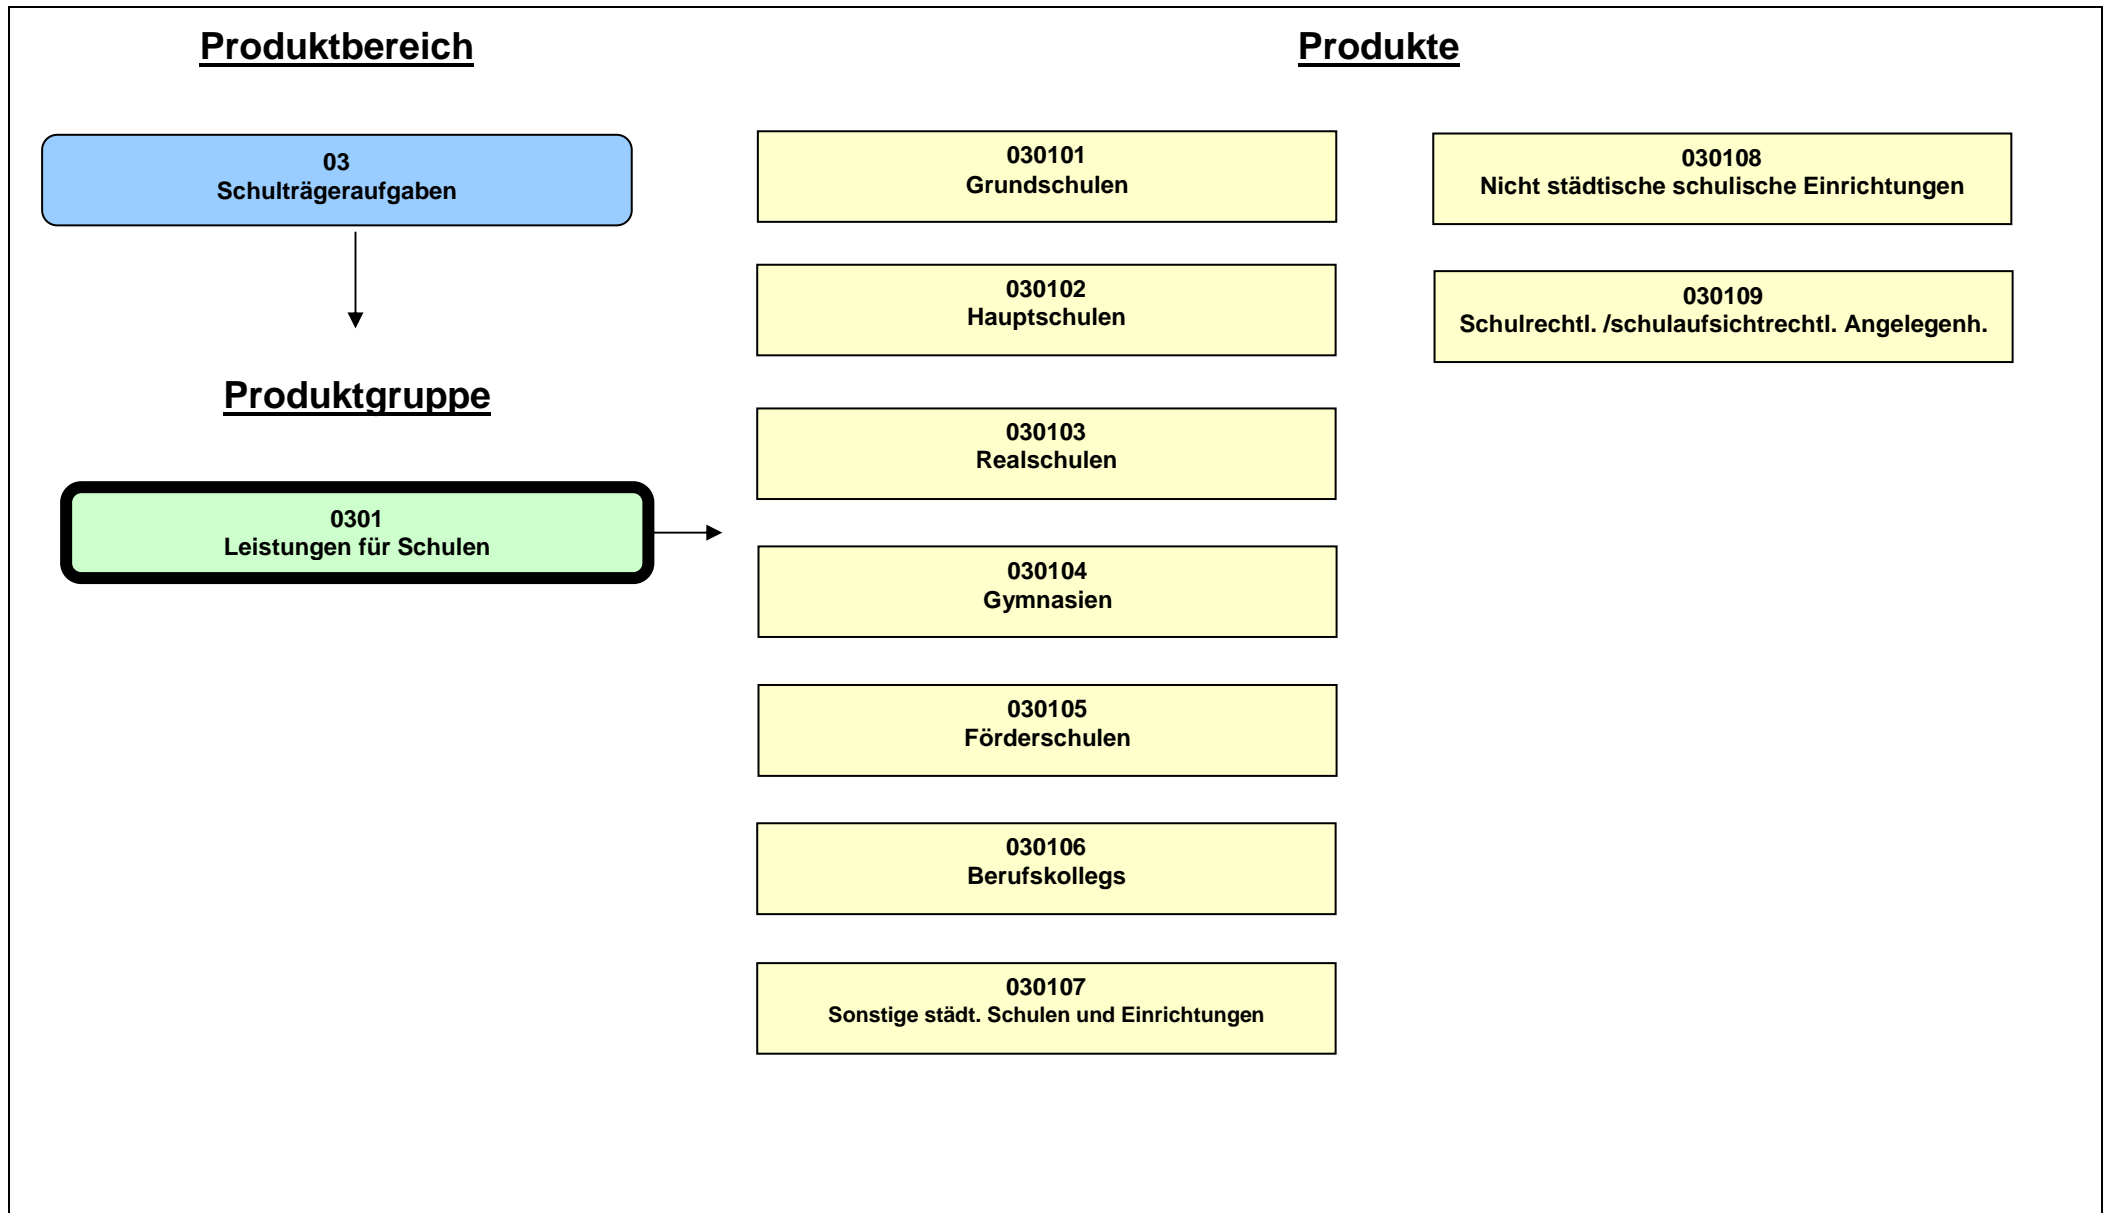 Produktbereich
03
Schulträgeraufgaben
Produktgruppe
0301
Leistungen für Schulen
Produkte
030101
Grundschulen
030102
Hauptschulen
030103
Realschulen
030104
Gymnasien
030105
Förderschulen
030106
Berufskollegs
030107
Sonstige städt. Schulen und Einrichtungen
030108
Nicht städtische schulische Einrichtungen
030109
Schulrechtl. /schulaufsichtrechtl. Angelegenh.